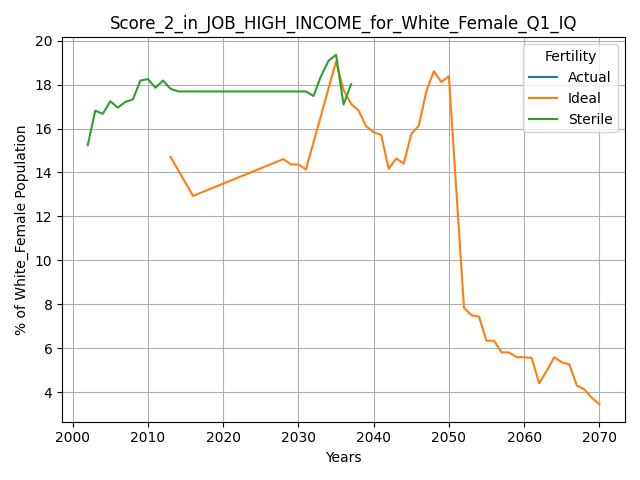 Score_2_in_JOB_HIGH_INCOME_for_White_Female_Q1_IQ
Fertility
Actual
Ideal
Sterile
% of White_Female Population
20
18
16
14
12
10
8
6
4
2000 2010 2020 2030 2040 2050 2060 2070
Years